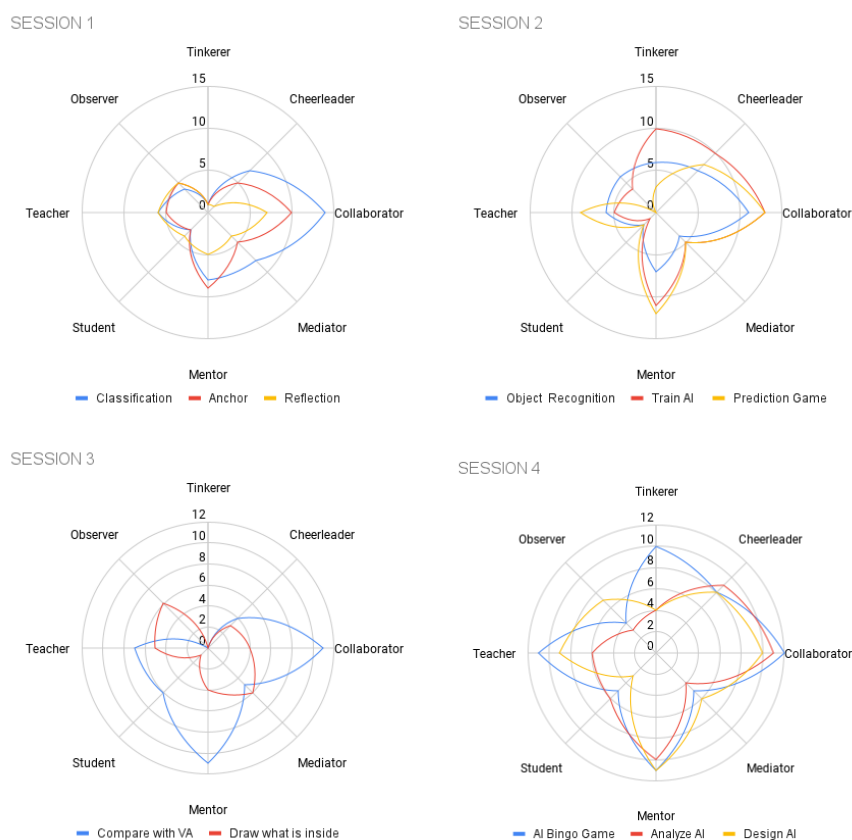 SESSION 1
Tinkerer
Observer
Cheerleader
15
10
5
0
Teacher
Collaborator
Student
Mediator
Mentor
Classification Anchor Reflection
SESSION 2
Tinkerer
Observer
Cheerleader
15
10
5
0
Teacher
Collaborator
Student
Mediator
Mentor
Object Recognition Train AI Prediction Game
SESSION 3
Tinkerer
Observer
Cheerleader
12
10
8
6
4
2
0
Teacher
Collaborator
Student
Mediator
Mentor
Compare with VA Draw what is inside
SESSION 4
Tinkerer
Observer
Cheerleader
12
10
8
6
4
2
0
Teacher
Collaborator
Student
Mediator
Mentor
AI Bingo Game Analyze AI Design AI